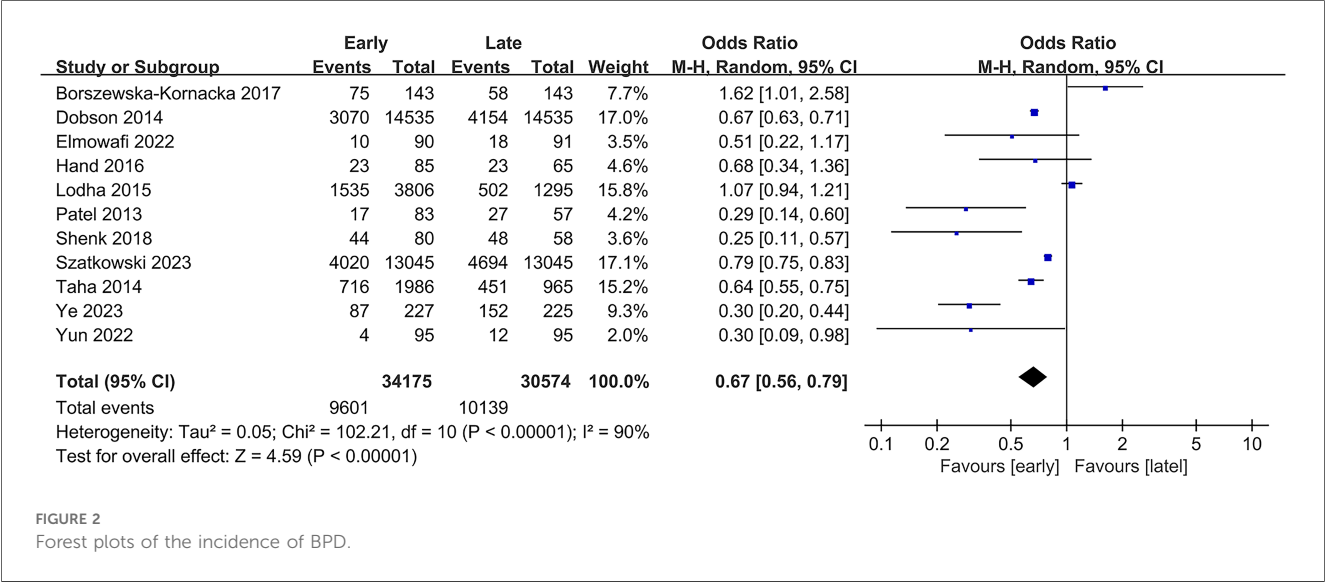 Early Late Odds Ratio Odds Ratio
Study or Subgroup Events Total Events Total Weight M-H, Random, 95% CI M-H, Random, 95% CI
Borszewska-Kornacka 2017 75 143 58 143 7.7% 1.62 [1.01, 2.58]
Dobson 2014 3070 14535 4154 14535 17.0% 0.67 [0.63, 0.71]
Elmowafi 2022 10 90 18 91 3.5% 0.51 [0.22, 1.17]
Hand 2016 23 85 23 65 4.6% 0.68 [0.34, 1.36]
Lodha 2015 1535 3806 502 1295 15.8% 1.07 [0.94, 1.21]
Patel 2013 17 83 27 57 4.2% 0.29 [0.14, 0.60]
Shenk 2018 44 80 48 58 3.6% 0.25 [0.11, 0.57]
Szatkowski 2023 4020 13045 4694 13045 17.1% 0.79 [0.75, 0.83]
Taha 2014 716 1986 451 965 15.2% 0.64 [0.55, 0.75]
Ye 2023 87 227 152 225 9.3% 0.30 [0.20, 0.44]
Yun 2022 4 95 12 95 2.0% 0.30 [0.09, 0.98]
Total (95% CI) 34175 30574 100.0% 0.67 [0.56, 0.79]
Total events 9601 10139
Heterogeneity: Tau² = 0.05; Chi² = 102.21, df = 10 (P < 0.00001); I² = 90%
Test for overall effect: Z = 4.59 (P < 0.00001)
0.1 0.2 0.5 1 2 5 10
Favours [early] Favours [latel]
FIGURE 2
Forest plots of the incidence of BPD.